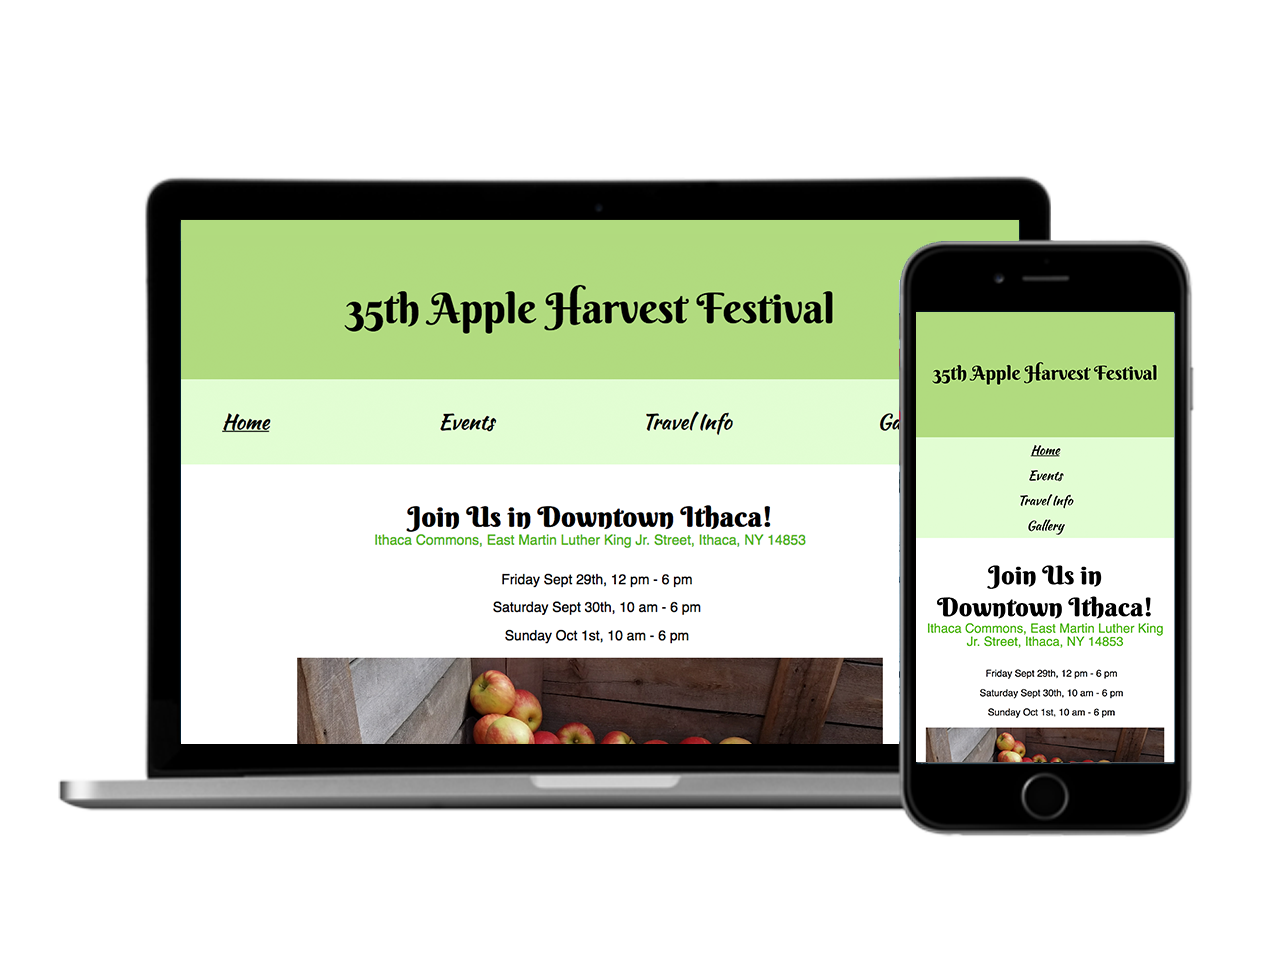 35th Apple Harvest Festival
Home Events Travel Info
Join Us in Downtown Ithaca!
Ithaca Commons, East Martin Luther King Jr. Street, Ithaca, NY 14853
Friday Sept 29th, 12 pm - 6 pm
Saturday Sept 30th, 10 am - 6 pm
Sunday Oct 1st, 10 am - 6 pm
35th Apple Harvest Festival
Home
Events
Travel Info
Gallery
Join Us in
Downtown Ithaca!
Ithaca Commons, East Martin Luther King
Jr. Street, Ithaca, NY 14853
Friday Sept 29th, 12 pm - 6 pm
Saturday Sept 30th, 10 am - 6 pm
Sunday Oct 1st, 10 am - 6 pm